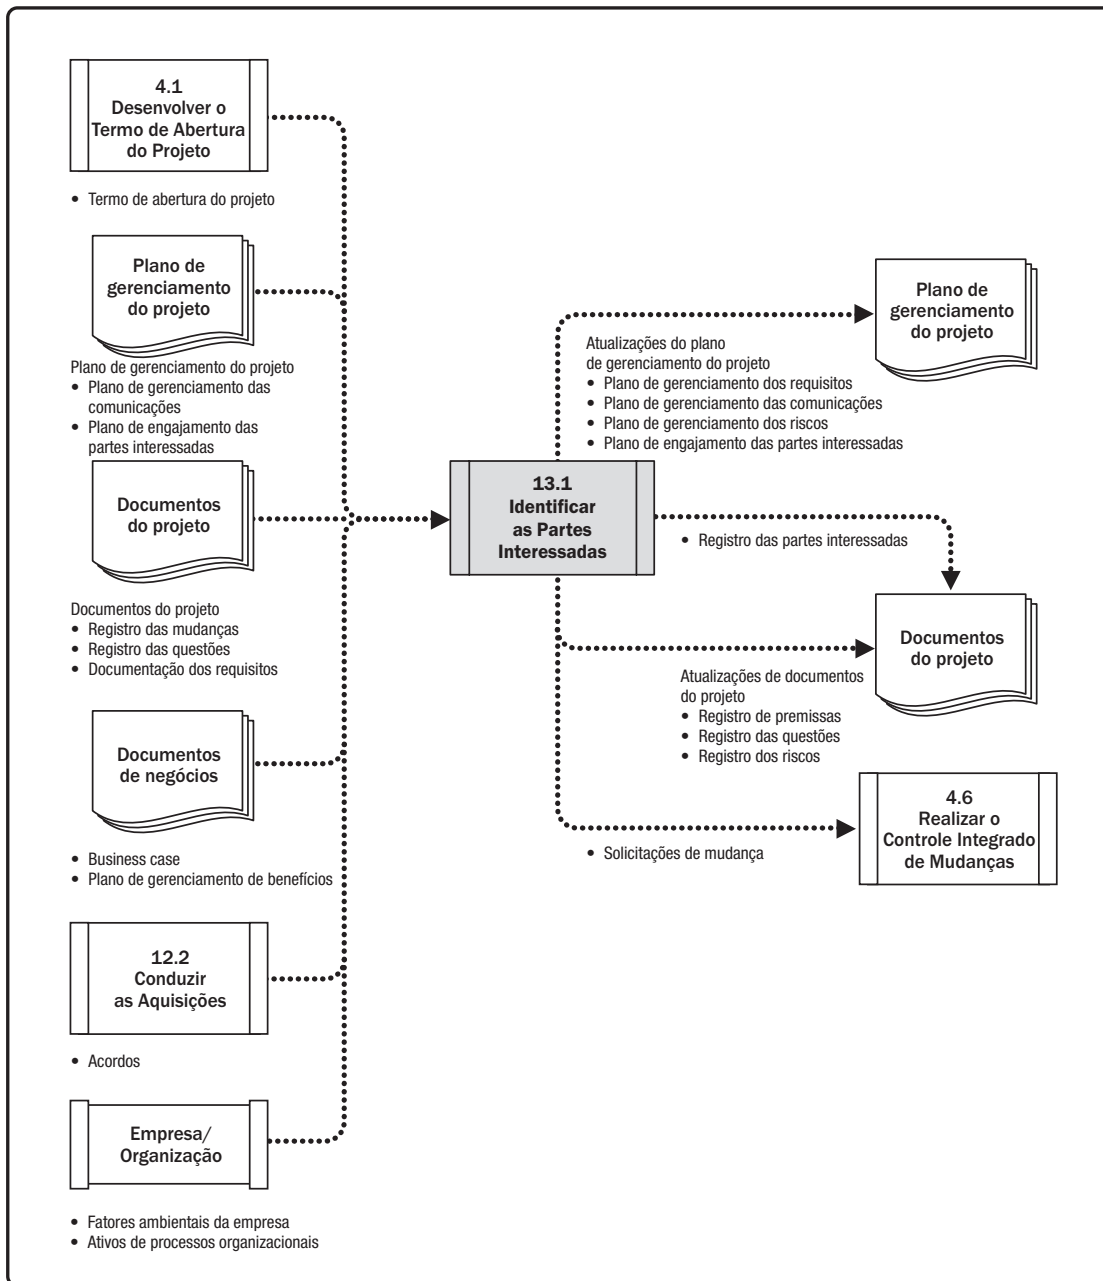 4.1
Desenvolver o
Termo de Abertura
do Projeto
• Termo de abertura do projeto
Plano de
gerenciamento
do projeto
Plano de gerenciamento do projeto
• Plano de gerenciamento das
comunicações
• Plano de engajamento das
partes interessadas
Documentos
do projeto
Documentos do projeto
• Registro das mudanças
• Registro das questões
• Documentação dos requisitos
Documentos
de negócios
• Business case
• Plano de gerenciamento de benefícios
12.2
Conduzir
as Aquisições
• Acordos
Empresa/
Organização
• Fatores ambientais da empresa
• Ativos de processos organizacionais
13.1
Identificar
as Partes
Interessadas
Atualizações do plano
de gerenciamento do projeto
• Plano de gerenciamento dos requisitos
• Plano de gerenciamento das comunicações
• Plano de gerenciamento dos riscos
• Plano de engajamento das partes interessadas
Plano de
gerenciamento
do projeto
• Registro das partes interessadas
Documentos
do projeto
Atualizações de documentos
do projeto
• Registro de premissas
• Registro das questões
• Registro dos riscos
• Solicitações de mudança
4.6
Realizar o
Controle Integrado
de Mudanças